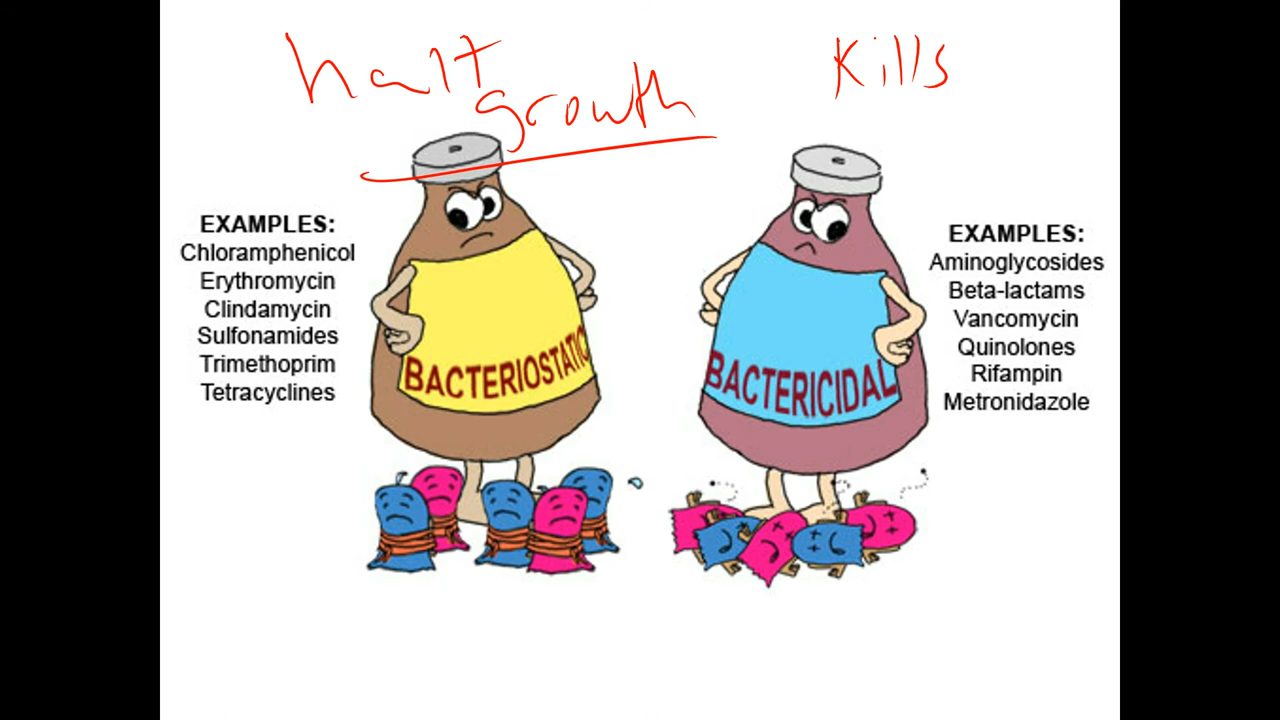 halt
growth
Kills
EXAMPLES:
Chloramphenicol
Erythromycin
Clindamycin
Sulfonamides
Trimethoprim
Tetracyclines
BACTERIOSTATIC
BACTERICIDAL
EXAMPLES:
Aminoglycosides
Beta-lactams
Vancomycin
Quinolones
Rifampin
Metronidazole